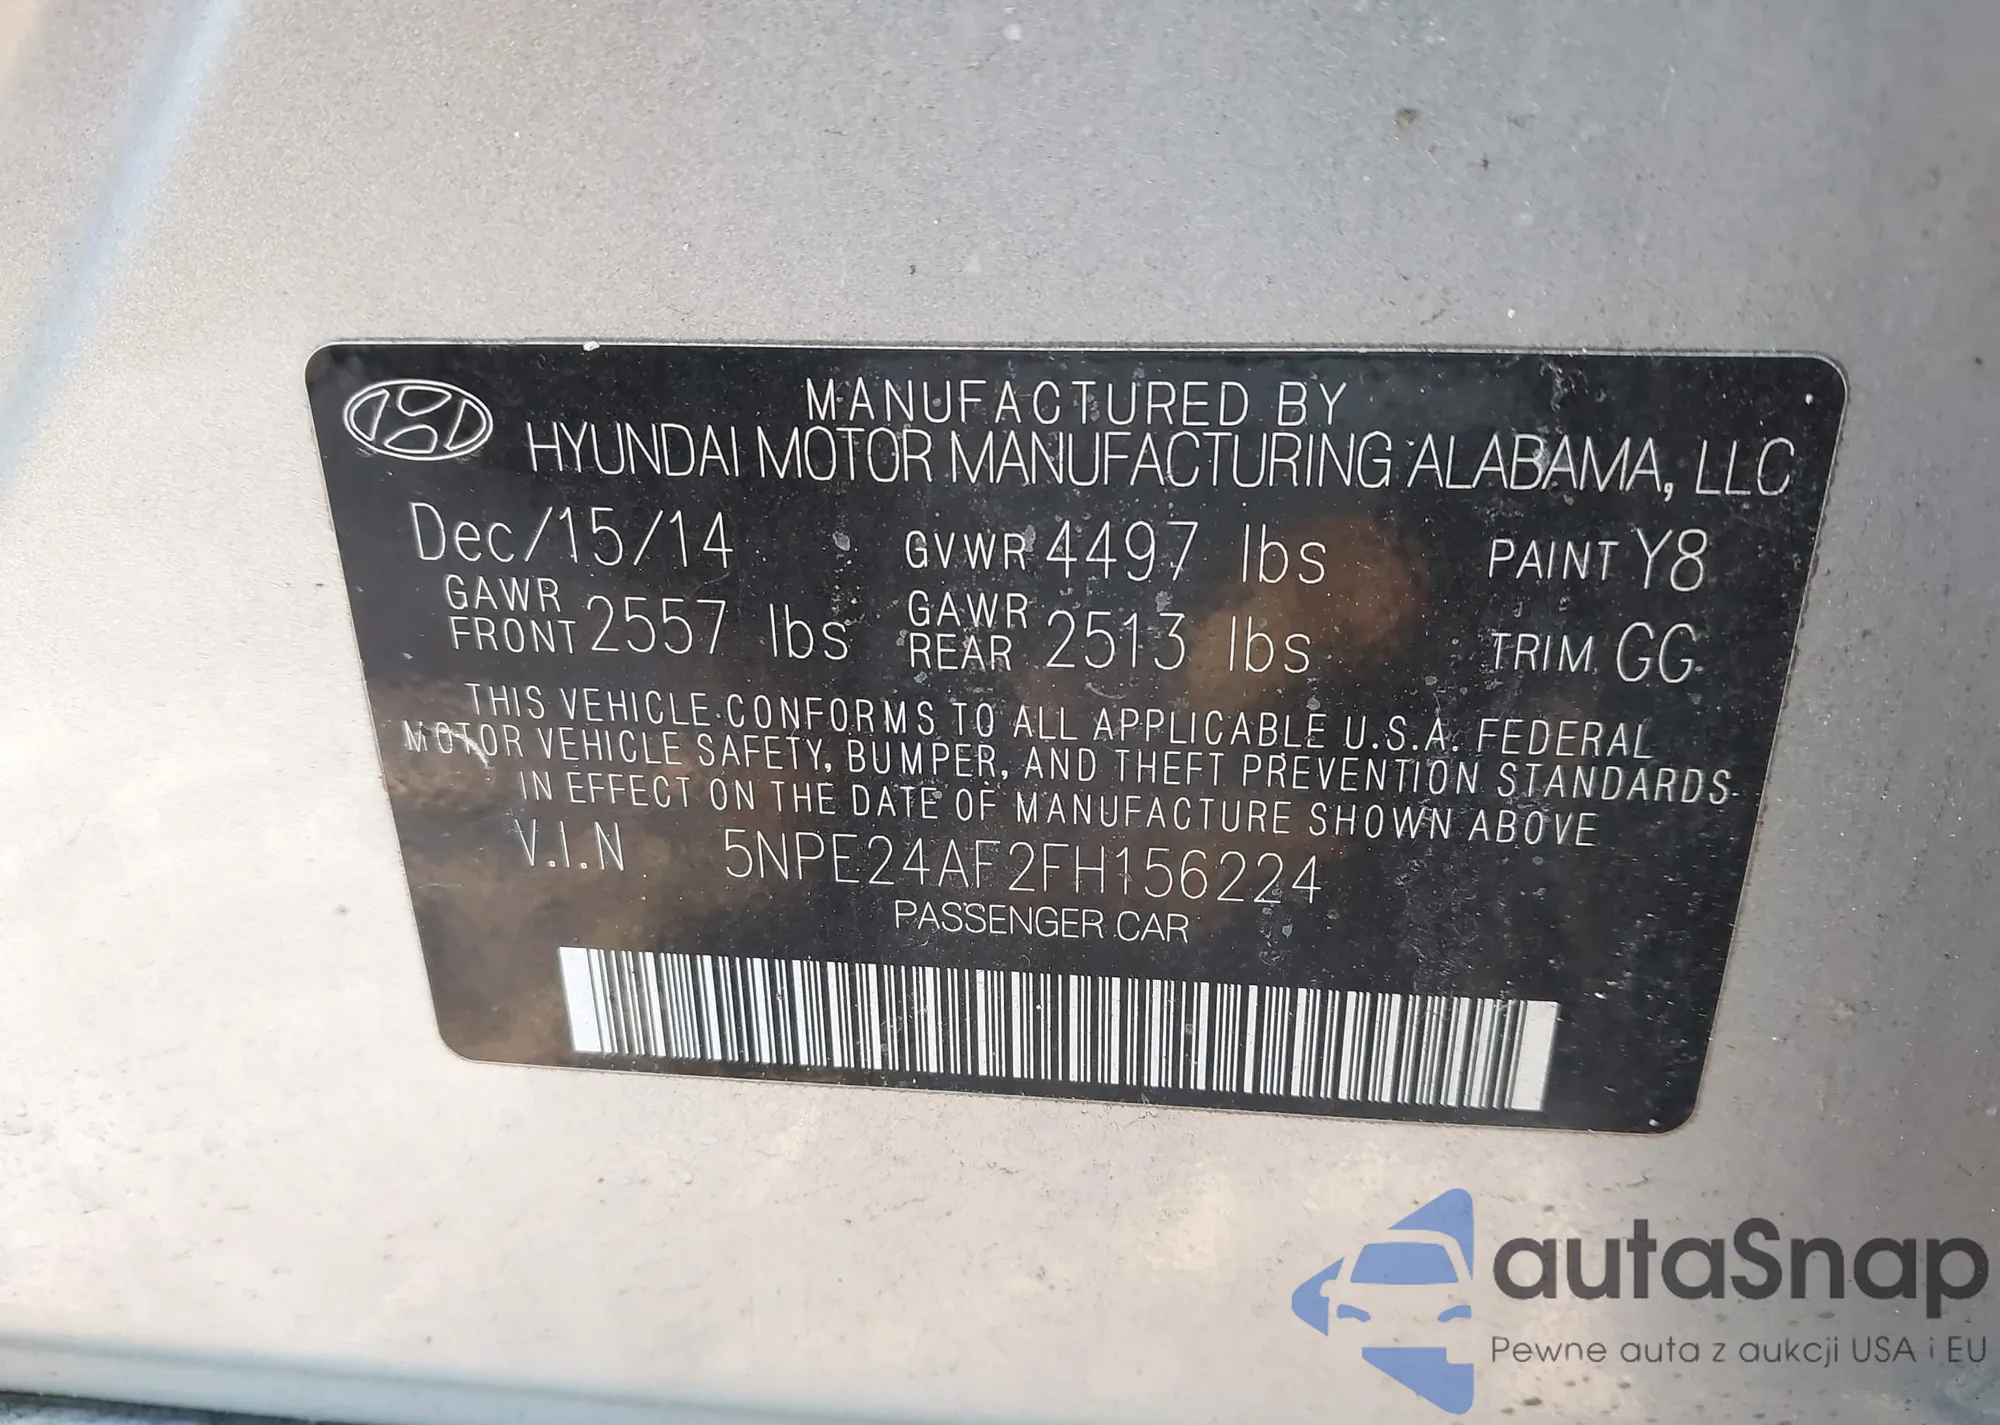 MANUFACTURED BY
HYUNDAI MOTOR MANUFACTURING ALABAMA, LLC
Dec/15/14 GVWR 4497 lbs PAINT Y8
GAWR FRONT 2557 lbs GAWR REAR 2513 lbs TRIM GG
THIS VEHICLE CONFORMS TO ALL APPLICABLE U.S.A. FEDERAL
MOTOR VEHICLE SAFETY, BUMPER, AND THEFT PREVENTION STANDARDS
IN EFFECT ON THE DATE OF MANUFACTURE SHOWN ABOVE
V.I.N 5NPE24AF2FH156224
PASSENGER CAR
autaSnap
Pewne auta z aukcji USA i EU